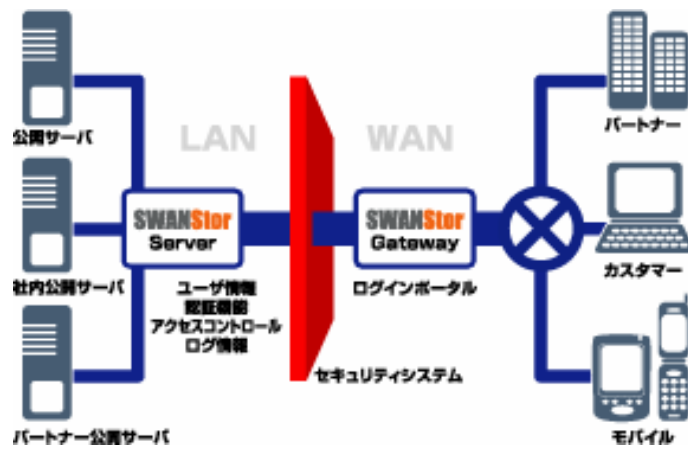 公開サーバ
社内公開サーバ
パートナー公開サーバ
LAN
SWANStor
Server
ユーザ情報
認証機能
アクセスコントロール
ログ情報
セキュリティシステム
WAN
SWANStor
Gateway
ログインポータル
パートナー
カスタマー
モバイル